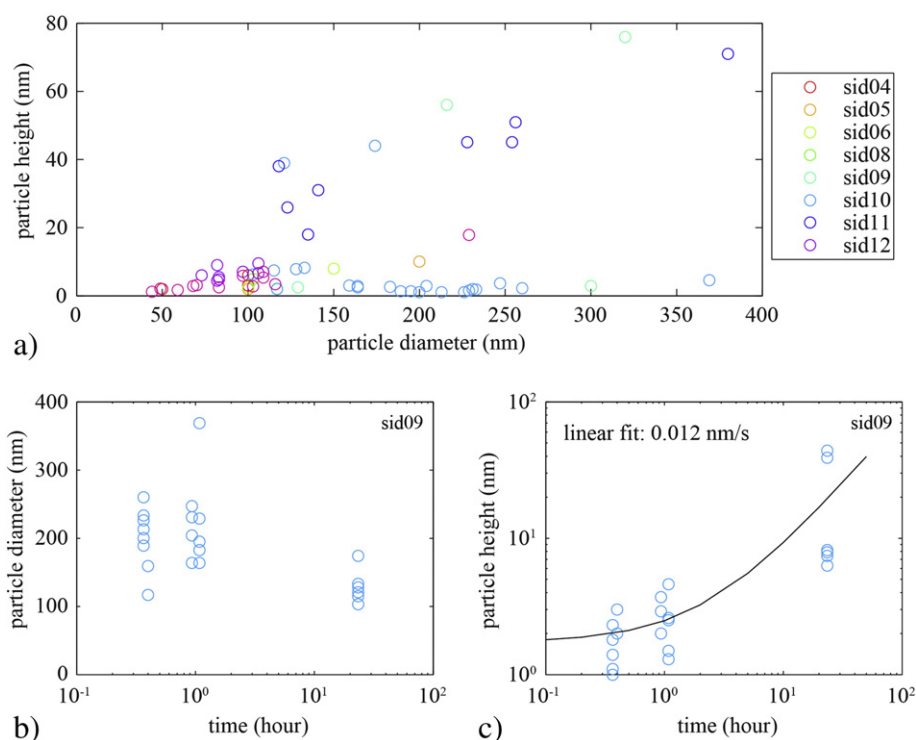 80
60
40
20
0
particle height (nm)
0 50 100 150 200 250 300 350 400
particle diameter (nm)
sid04
sid05
sid06
sid08
sid09
sid10
sid11
sid12
a)
400
300
200
100
0
particle diameter (nm)
sid09
10-1 100 101 102
time (hour)
b)
102
101
100
particle height (nm)
linear fit: 0.012 nm/s
sid09
10-1 100 101 102
time (hour)
c)